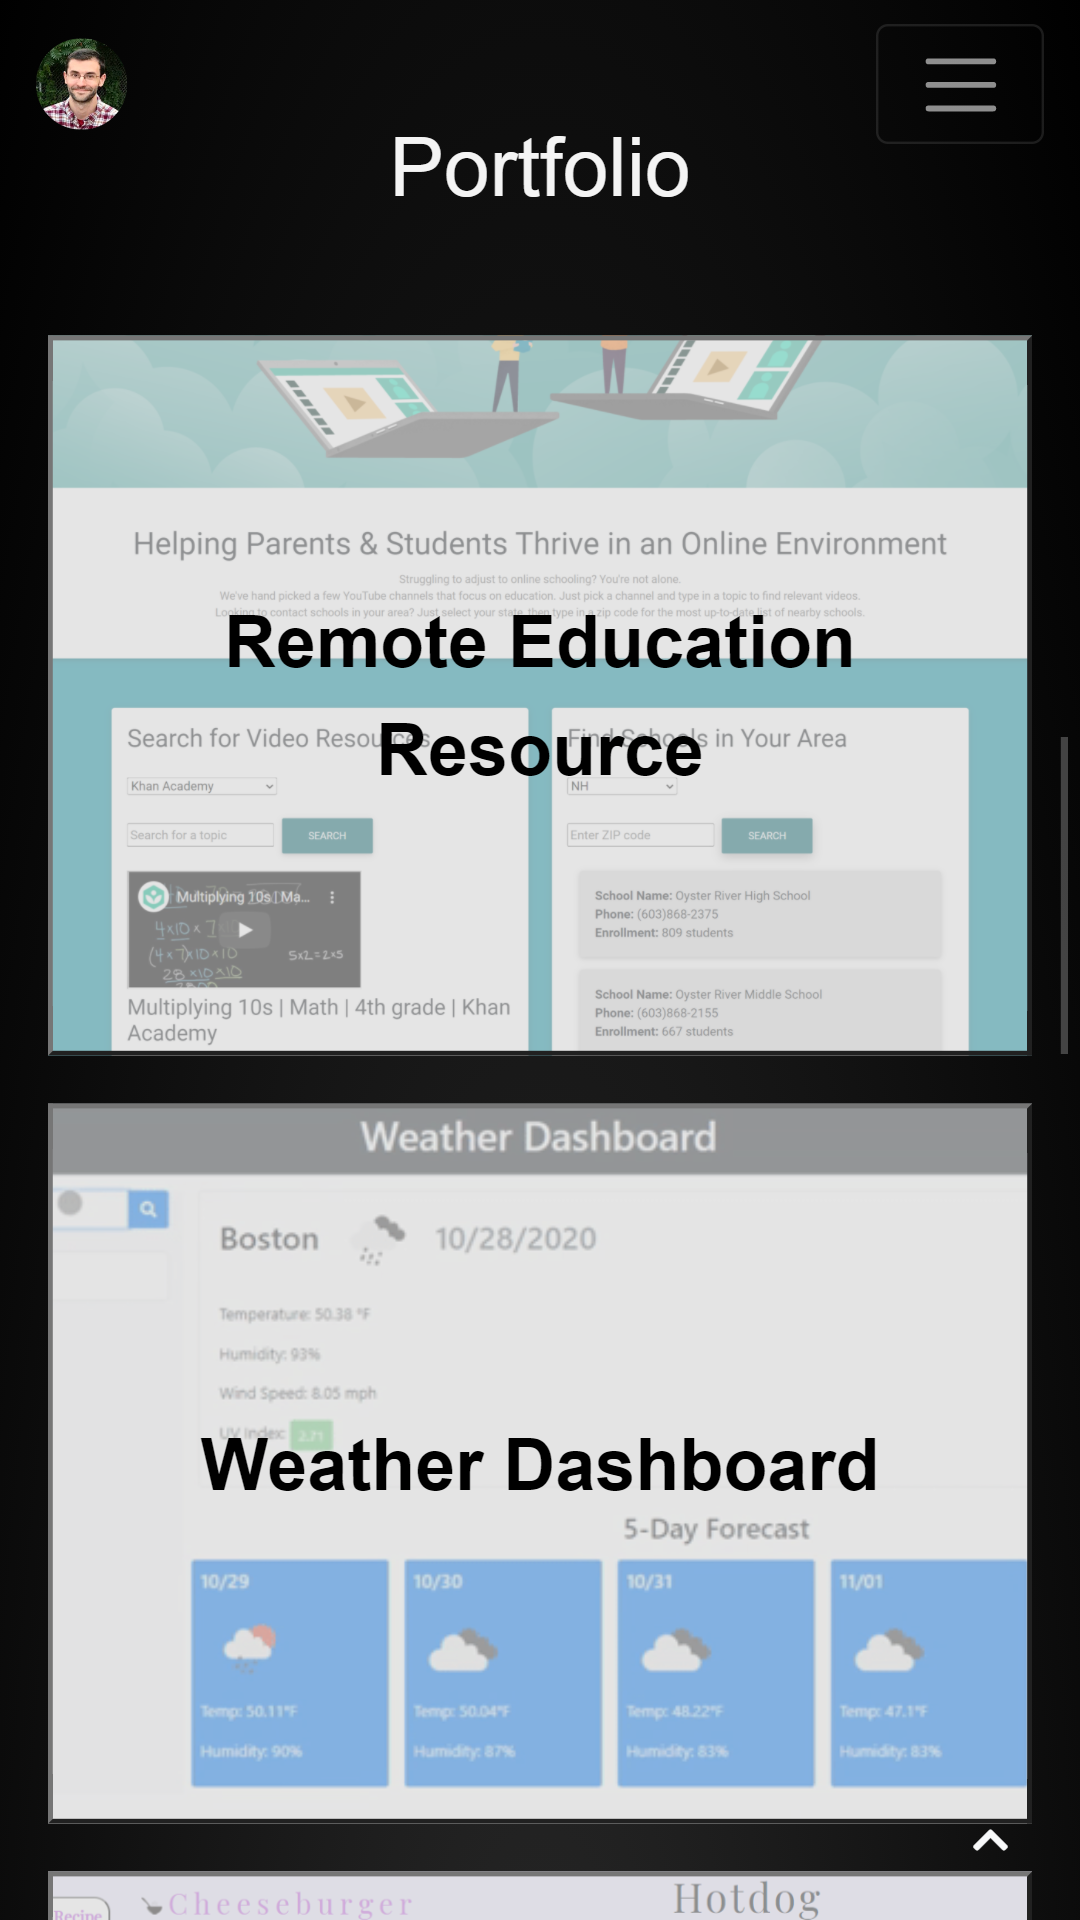 Portfolio
Helping Parents & Students Thrive in an Online Environment
Struggling to adjust to online schooling? You're not alone.
We've hand picked a few YouTube channels that focus on education. Just pick a channel and type in a topic to find relevant videos.
Looking to contact schools in your area? Just select your state, then type in a zip code for the most up-to-date list of nearby schools.
Remote Education
Resource
Search for Video Resources
Khan Academy
Search for a topic
SEARCH
Multiplying 10s | Ma...
4x10 x 7
(4x7)x10x10
28x10x10
2800
5x2=2x5
Multiplying 10s | Math | 4th grade | Khan
Academy
Find Schools in Your Area
NH
Enter ZIP code
SEARCH
School Name: Oyster River High School
Phone: (603)868-2375
Enrollment: 809 students
School Name: Oyster River Middle School
Phone: (603)868-2155
Enrollment: 667 students
Weather Dashboard
Boston 10/28/2020
Temperature: 50.38 °F
Humidity: 93%
Wind Speed: 8.05 mph
UV Index: 2.71
Weather Dashboard
5-Day Forecast
10/29
Temp: 50.11°F
Humidity: 90%
10/30
Temp: 50.04°F
Humidity: 87%
10/31
Temp: 48.22°F
Humidity: 83%
11/01
Temp: 47.1°F
Humidity: 83%
Recipe
Cheeseburger
Hotdog